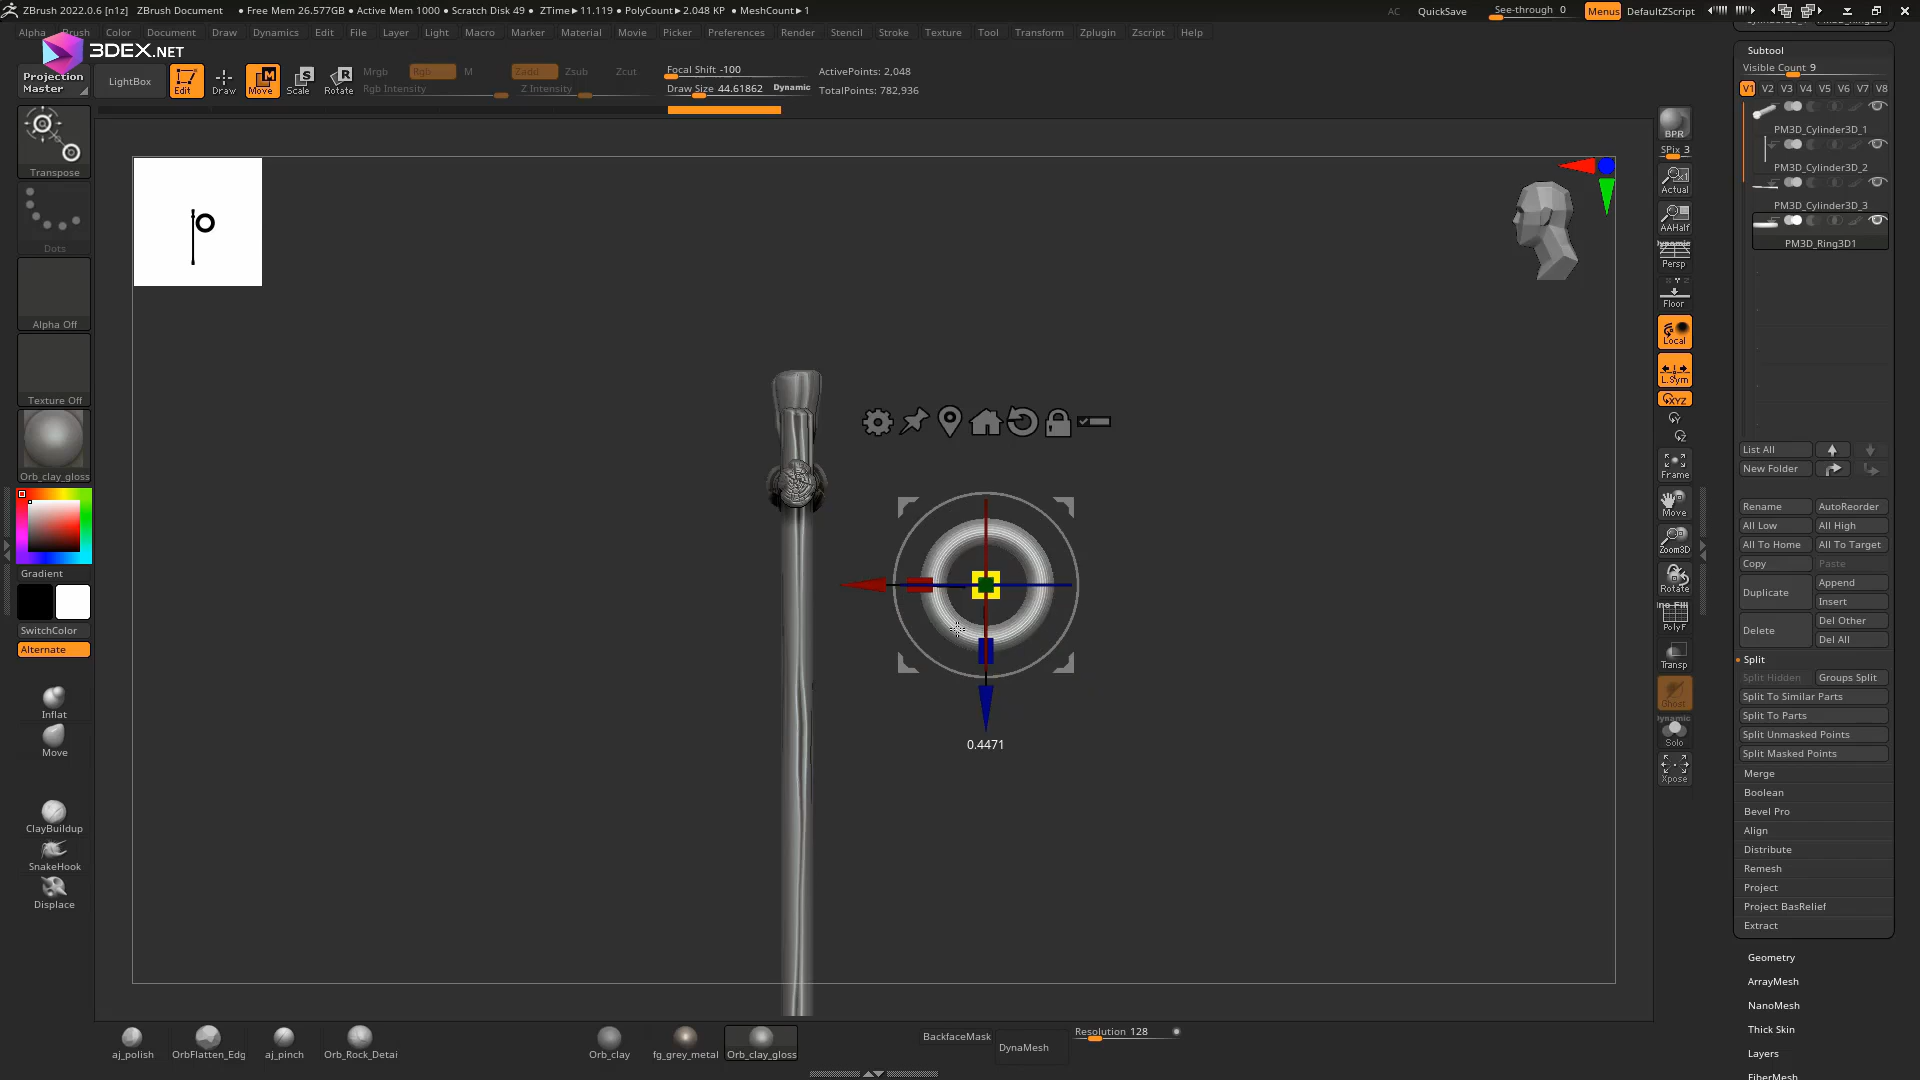 ZBrush 2022.0.6 [n1z] ZBrush Document • Free Mem 26.577GB • Active Mem 1000 • Scratch Disk 49 • ZTime▸11.119 • PolyCount▸2.048 KP • MeshCount▸1 AC QuickSave See-through 0 Menus DefaultZScript
Alpha Brush Color Document Draw Dynamics Edit File Layer Light Macro Marker Material Movie Picker Preferences Render Stencil Stroke Texture Tool Transform Zplugin Zscript Help
3DEX.NET
Projection
Master
LightBox
Edit
Draw
Move
Scale
Rotate
Mrgb Rgb M
Rgb Intensity
Zadd Zsub Zcut
Z Intensity
Focal Shift -100
Draw Size 44.61862 Dynamic
ActivePoints: 2,048
TotalPoints: 782,936
Transpose
Dots
Alpha Off
Texture Off
Orb_clay_gloss
Gradient
SwitchColor
Alternate
Inflat
Move
ClayBuildup
SnakeHook
Displace
0.4471
BPR
SPix 3
Actual
AAHalf
Dynamic
Persp
Floor
Local
L.Sym
XYZ
Frame
Move
Zoom3D
Rotate
PolyF
Transp
Ghost
Dynamic
Solo
Xpose
Subtool
Visible Count 9
V1 V2 V3 V4 V5 V6 V7 V8
PM3D_Cylinder3D_1
PM3D_Cylinder3D_2
PM3D_Cylinder3D_3
PM3D_Ring3D1
List All
New Folder
Rename AutoReorder
All Low All High
All To Home All To Target
Copy Paste
Duplicate Append
Insert
Delete Del Other
Del All
Split
Split Hidden Groups Split
Split To Similar Parts
Split To Parts
Split Unmasked Points
Split Masked Points
Merge
Boolean
Bevel Pro
Align
Distribute
Remesh
Project
Project BasRelief
Extract
Geometry
ArrayMesh
NanoMesh
Thick Skin
Layers
FiberMesh
aj_polish
OrbFlatten_Edg
aj_pinch
Orb_Rock_Detai
Orb_clay
fg_grey_metal
Orb_clay_gloss
BackfaceMask
DynaMesh
Resolution 128